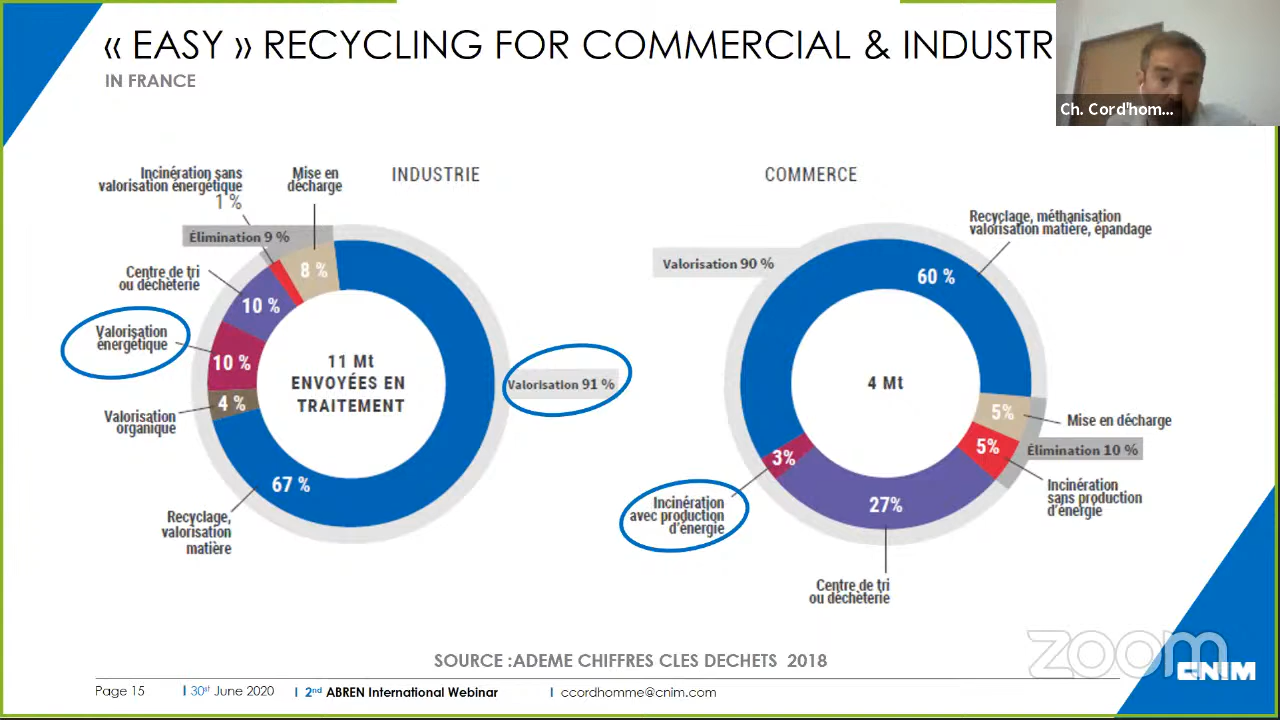 « EASY » RECYCLING FOR COMMERCIAL & INDUSTR
IN FRANCE
Ch. Cord'hom...
INDUSTRIE
Incinération sans
valorisation énergétique
1 %
Mise en
décharge
Élimination 9 %
8 %
Centre de tri
ou déchèterie
10 %
Valorisation
énergétique
10 %
Valorisation
organique
4 %
11 Mt
ENVOYÉES EN
TRAITEMENT
Valorisation 91 %
67 %
Recyclage,
valorisation
matière
COMMERCE
Recyclage, méthanisation
valorisation matière, épandage
Valorisation 90 %
60 %
4 Mt
5%
Mise en décharge
5%
Élimination 10 %
3%
Incinération
avec production
d'énergie
Incinération
sans production
d'énergie
27%
Centre de tri
ou déchèterie
SOURCE :ADEME CHIFFRES CLES DECHETS 2018
zoom
CNIM
Page 15 | 30st June 2020 | 2nd ABREN International Webinar | ccordhomme@cnim.com